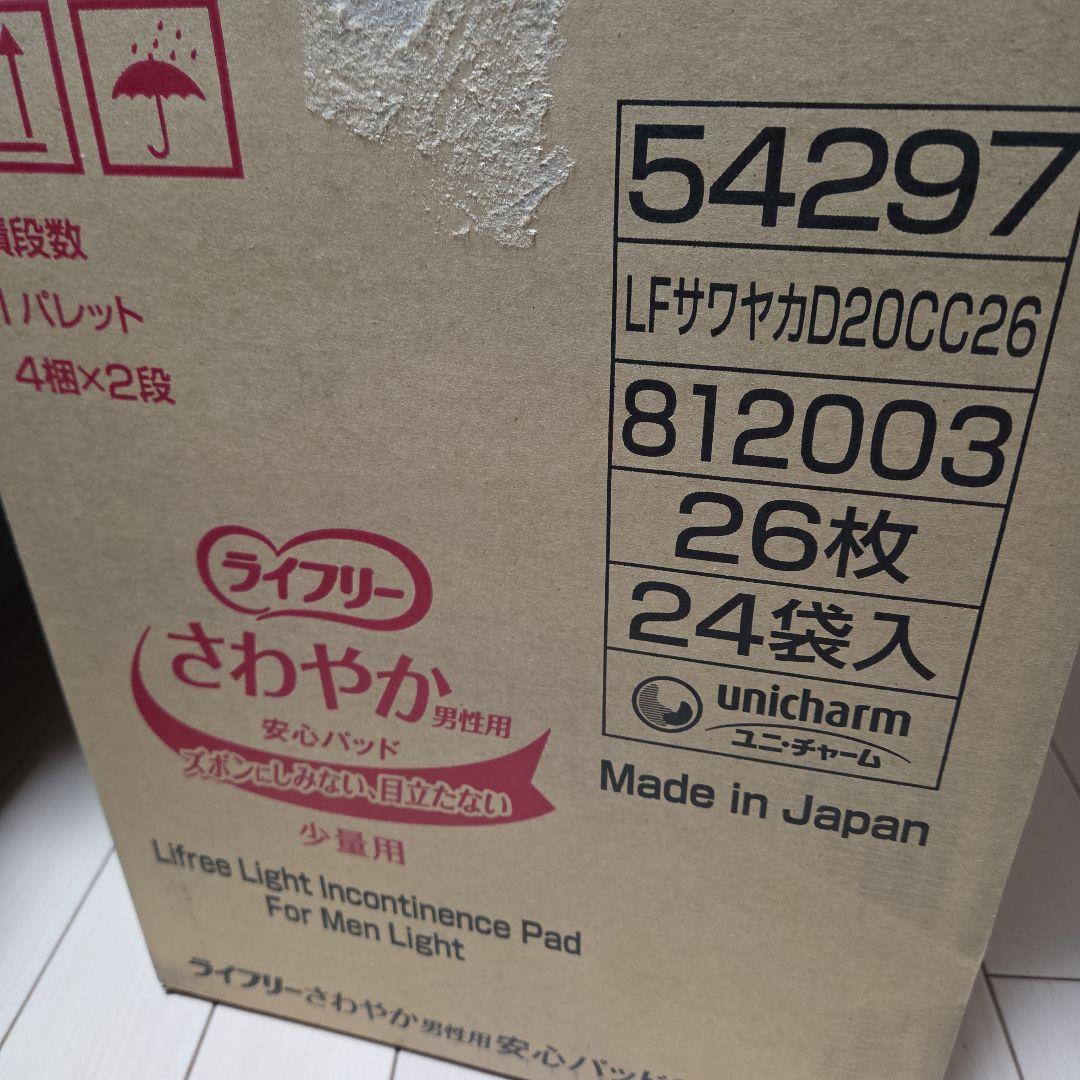 段数
パレット
4梱×2段
54297
LFサワヤカD20CC26
812003
26枚
24袋入
unicharm
ユニ・チャーム
Made in Japan
ライフリー
さわやか
男性用
安心パッド
ズボンにしみない、目立たない
少量用
Lifree Light Incontinence Pad
For Men Light
ライフリーさわやか男性用安心パッド